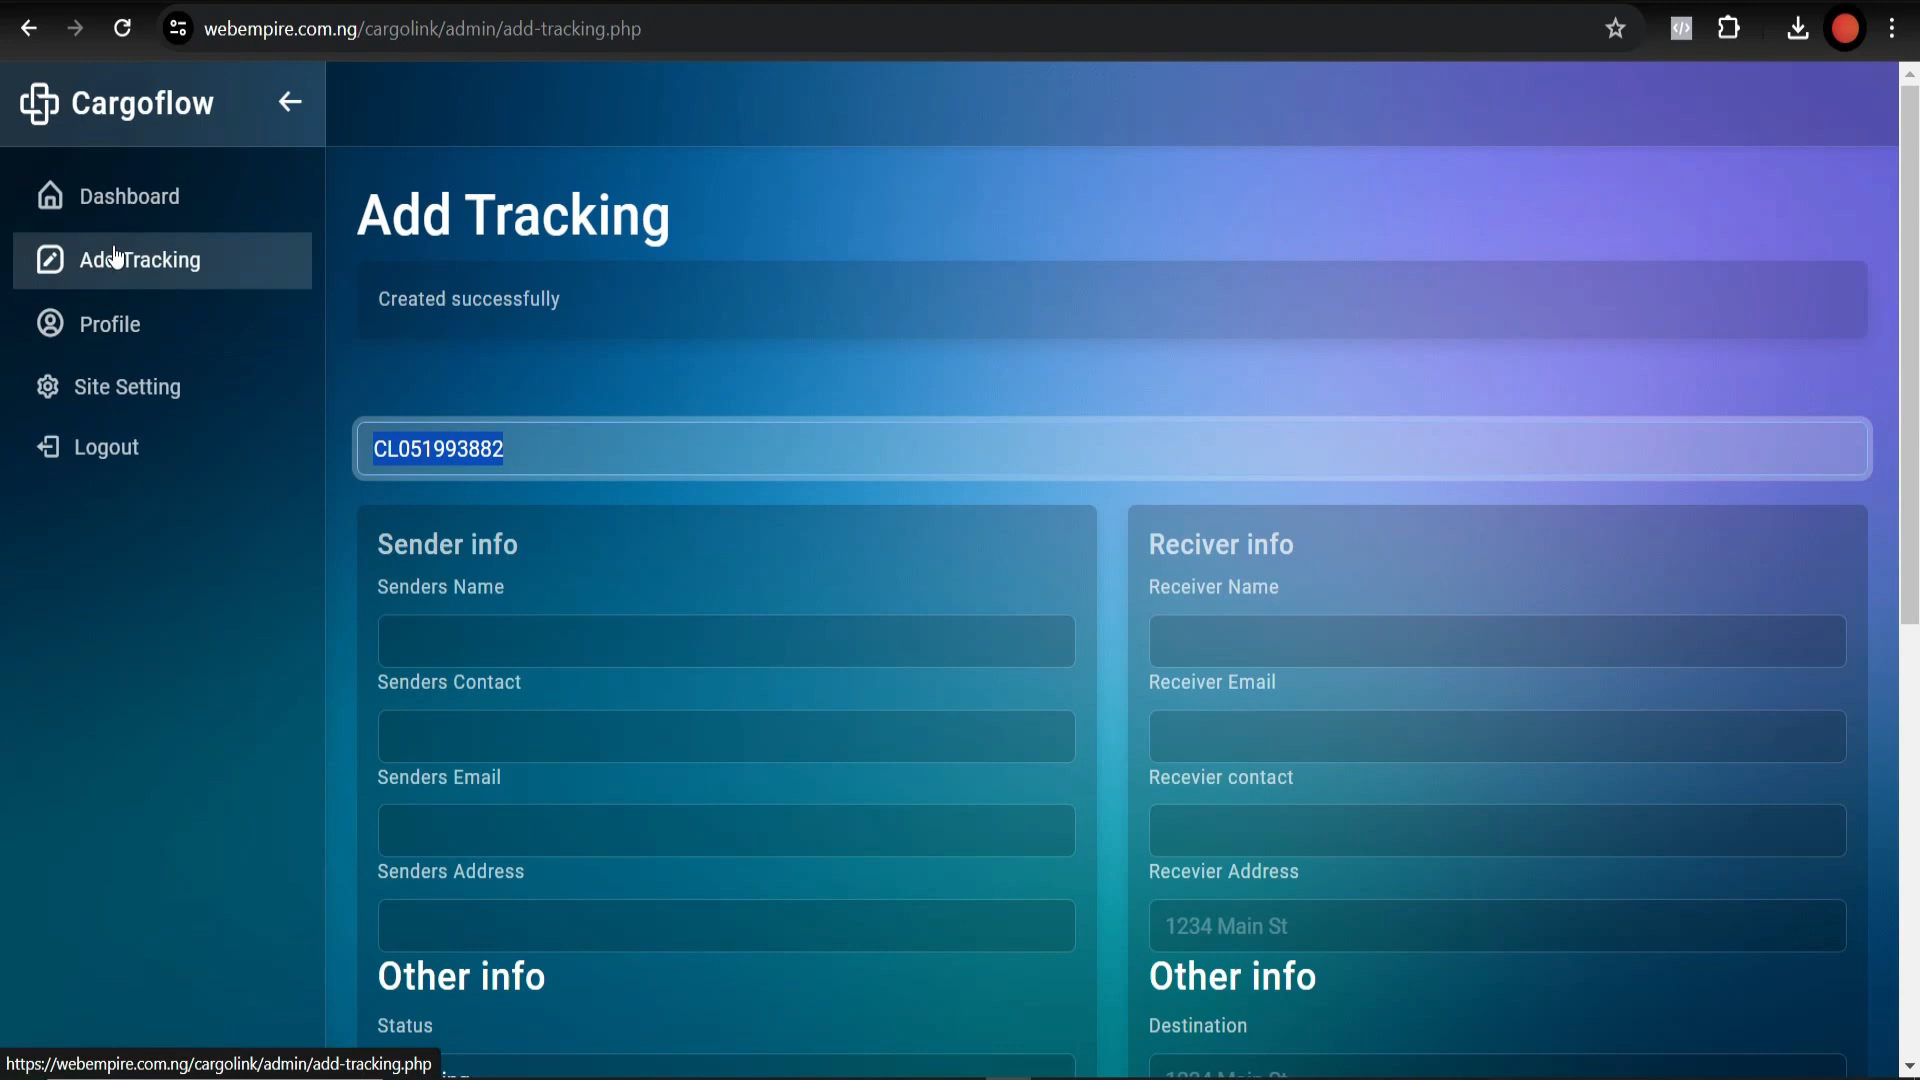 webempire.com.ng/cargolink/admin/add-tracking.php
Cargoflow
Dashboard
Add Tracking
Profile
Site Setting
Logout
Add Tracking
Created successfully
CL051993882
Sender info
Senders Name
Senders Contact
Senders Email
Senders Address
Other info
Status
Reciver info
Receiver Name
Receiver Email
Recevier contact
Recevier Address
1234 Main St
Other info
Destination
1234 Main St
https://webempire.com.ng/cargolink/admin/add-tracking.php